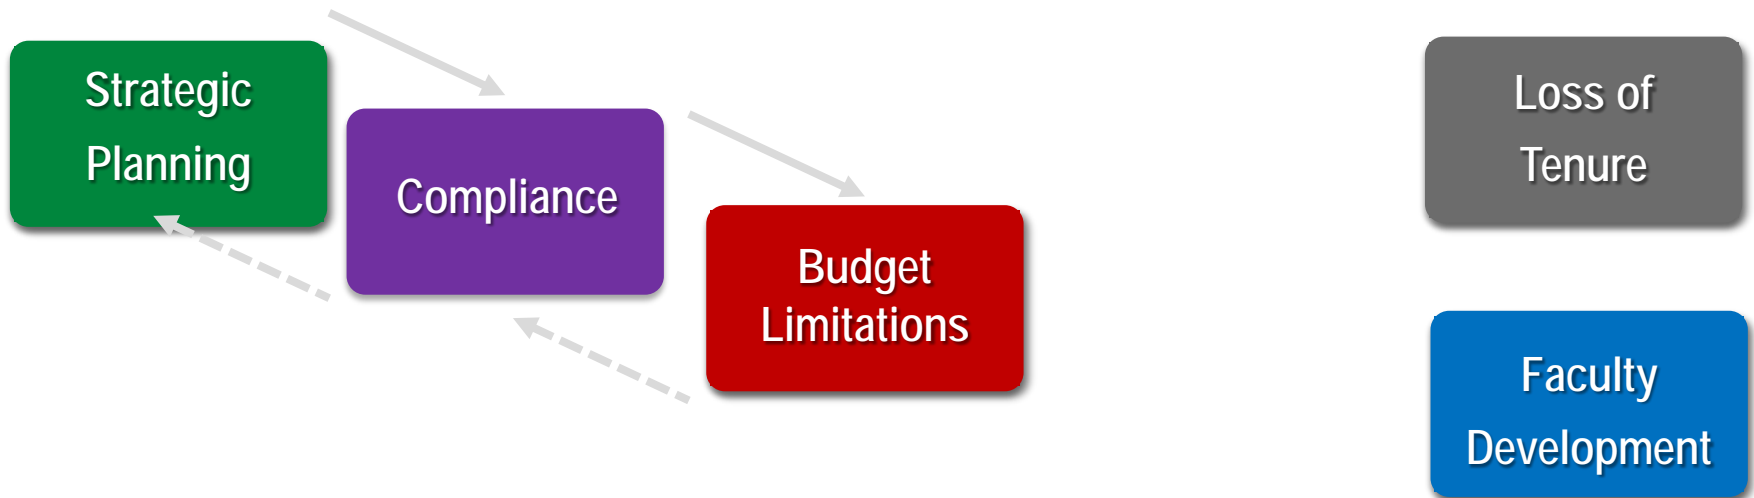 Strategic
Planning
Compliance
Budget
Limitations
Loss of
Tenure
Faculty
Development